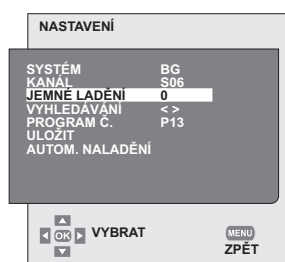 NASTAVENÍ
SYSTÉM BG
KANÁL S06
JEMNÉ LADĚNÍ 0
VYHLEDÁVÁNÍ < >
PROGRAM Č. P13
ULOŽIT
AUTOM. NALADĚNÍ
OK VYBRAT MENU
ZPĚT